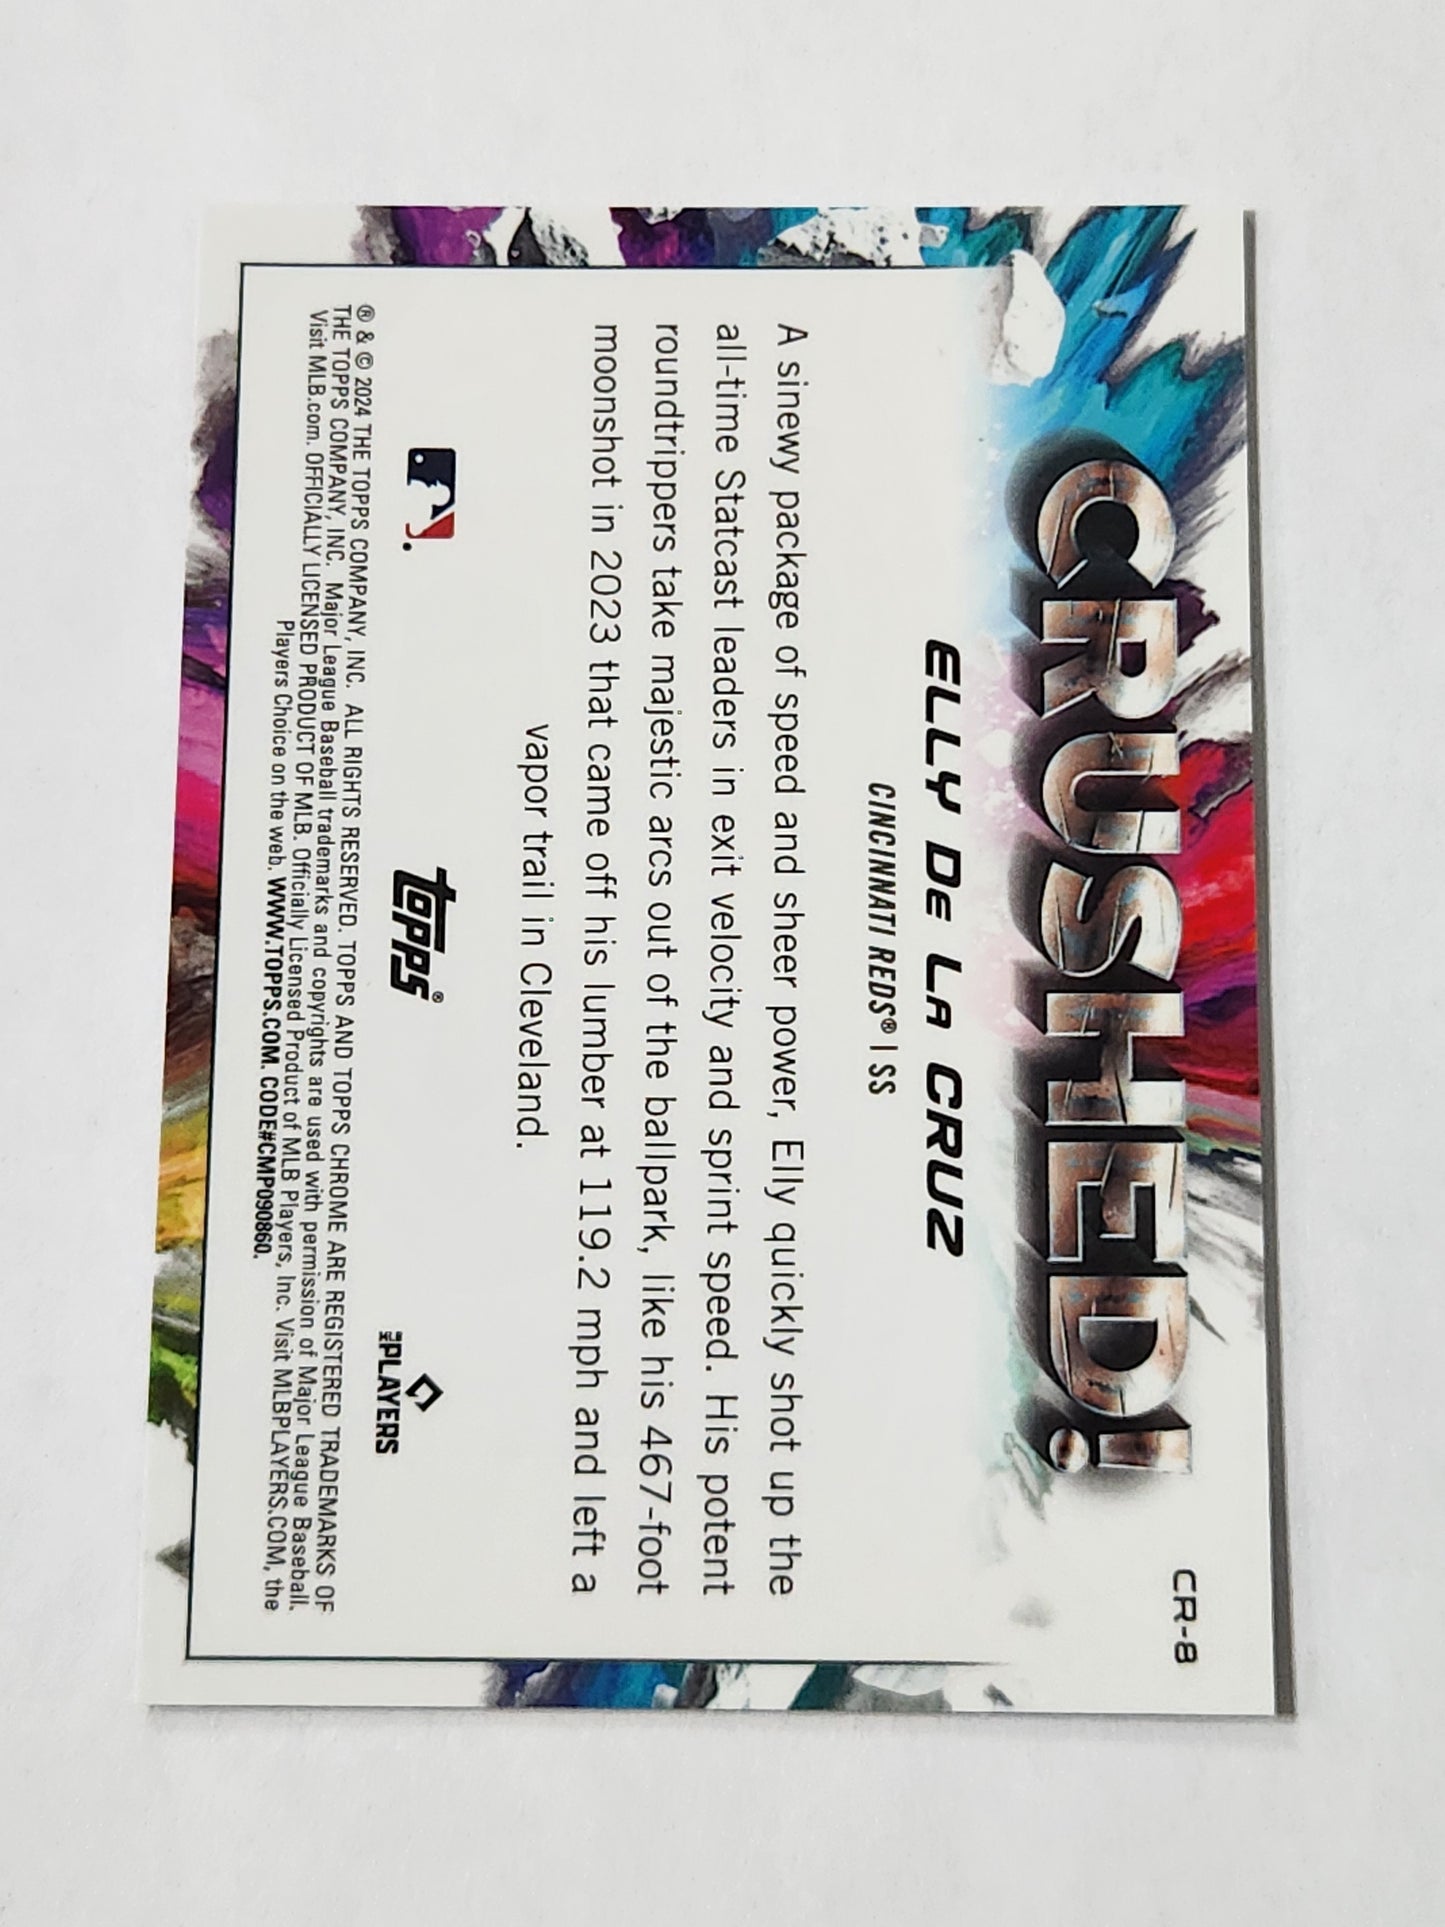 CR-8
CRUSHED!
ELLY DE LA CRUZ
CINCINNATI REDS® | SS
A sinewy package of speed and sheer power, Elly quickly shot up the
all-time Statcast leaders in exit velocity and sprint speed. His potent
roundtrippers take majestic arcs out of the ballpark, like his 467-foot
moonshot in 2023 that came off his lumber at 119.2 mph and left a
vapor trail in Cleveland.
topps®
MLB PLAYERS
® & © 2024 THE TOPPS COMPANY, INC. ALL RIGHTS RESERVED. TOPPS AND TOPPS CHROME ARE REGISTERED TRADEMARKS OF
THE TOPPS COMPANY, INC. Major League Baseball trademarks and copyrights are used with permission of Major League Baseball.
Visit MLB.com. OFFICIALLY LICENSED PRODUCT OF MLB. Officially Licensed Product of MLB Players, Inc. Visit MLBPLAYERS.COM, the
Players Choice on the web. WWW.TOPPS.COM. CODE#CMP090860.